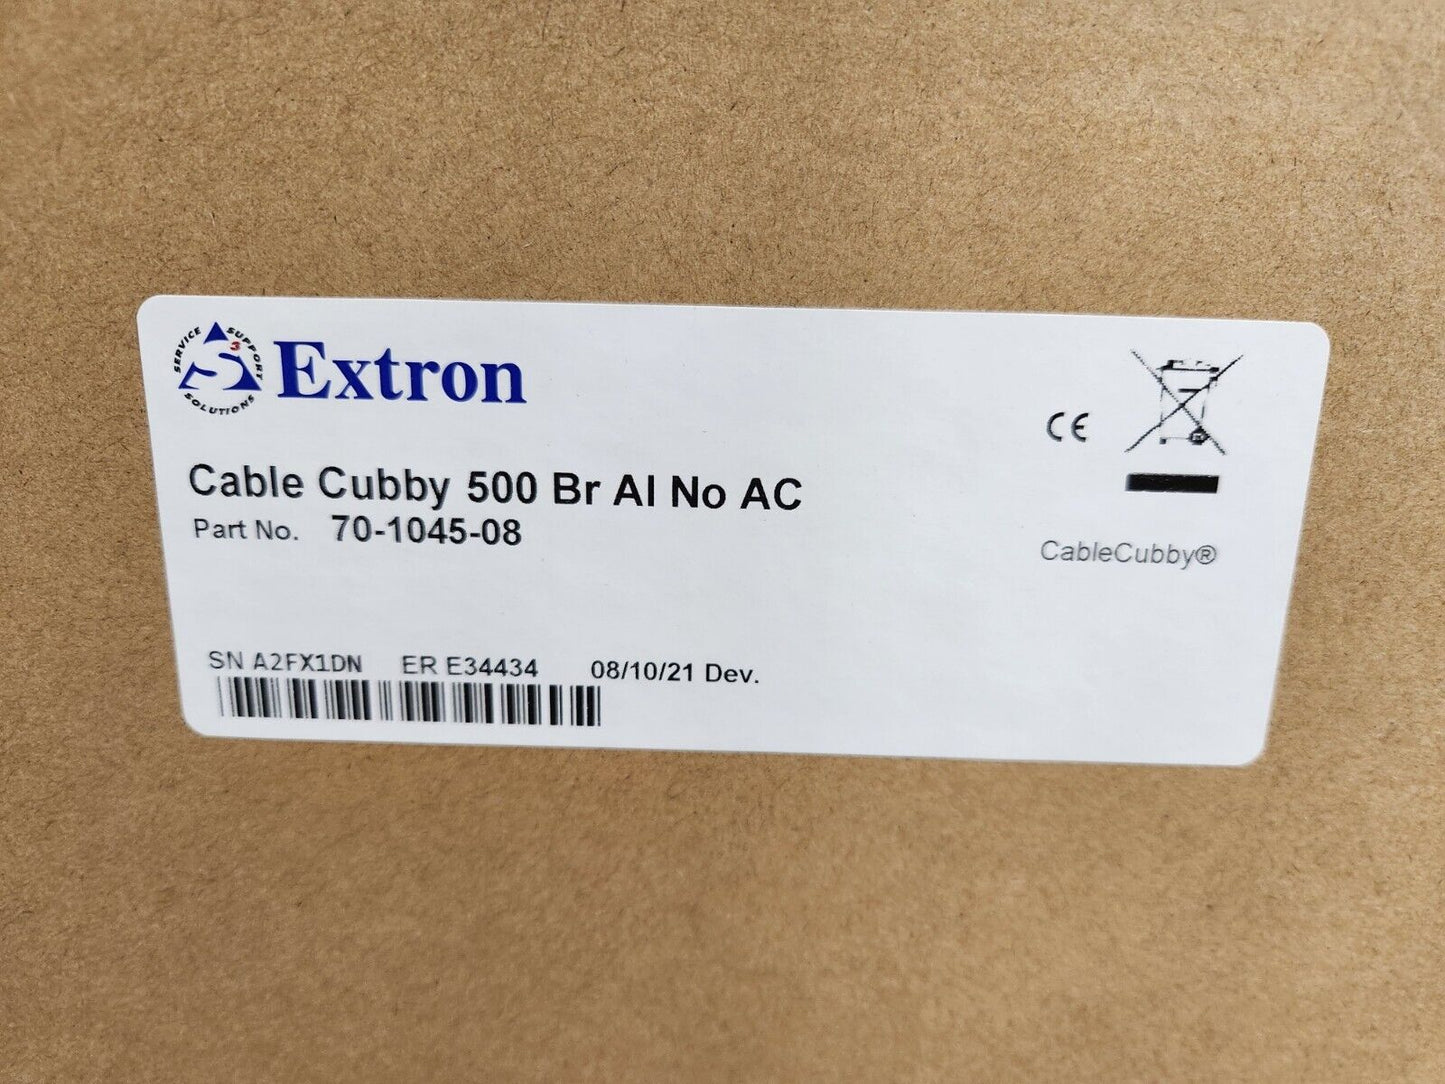 SERVICE SUPPORT SOLUTIONS
S3 Extron
Cable Cubby 500 Br Al No AC
Part No. 70-1045-08
CE
CableCubby®
SN A2FX1DN ER E34434 08/10/21 Dev.